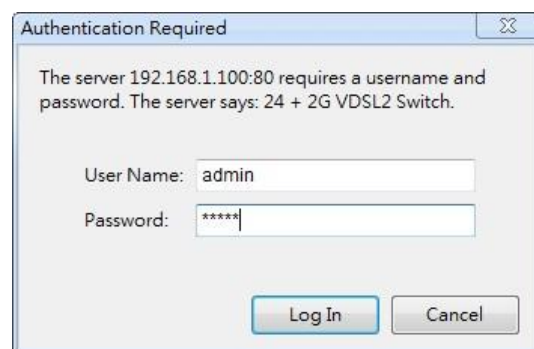 Authentication Required
The server 192.168.1.100:80 requires a username and
password. The server says: 24 + 2G VDSL2 Switch.
User Name: admin
Password: *****
Log In Cancel